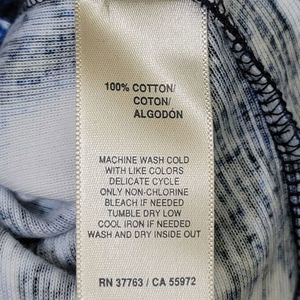 100% COTTON/
COTON/
ALGODÓN
MACHINE WASH COLD
WITH LIKE COLORS
DELICATE CYCLE
ONLY NON-CHLORINE
BLEACH IF NEEDED
TUMBLE DRY LOW
COOL IRON IF NEEDED
WASH AND DRY INSIDE OUT
RN 37763 / CA 55972